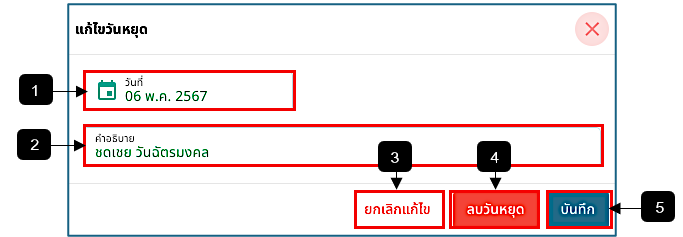 แก้ไขวันหยุด
1
วันที่
06 พ.ค. 2567
2
คำอธิบาย
ชดเชย วันฉัตรมงคล
3
4
ยกเลิกแก้ไข
ลบวันหยุด
บันทึก
5